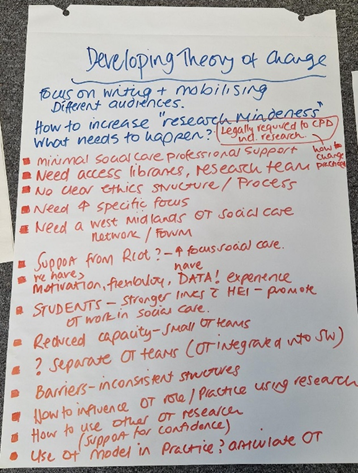 Developing Theory of Change
Focus on writing + mobilising
Different audiences.
How to increase "research mindeness"
What needs to happen?
Legally required to CPD
incl research
how to
change
practice
minimal social care professional support
Need access libraries, research team
No clear ethics structure / Process
Need ↑ specific focus
Need a West Midlands OT social care
network / Forum
Support from Riot? - ↑ focus social care.
we have>
have
Motivation, flexibility, DATA! experience
STUDENTS - stronger links c HEI - promote
OT work in social care.
Reduced capacity - small OT teams
? Separate OT teams (OT integrated into SW)
Barriers - inconsistent structures
How to influence OT role / Practice using research
How to use other OT research
(support for confidence)
Use of model in Practice? articulate OT